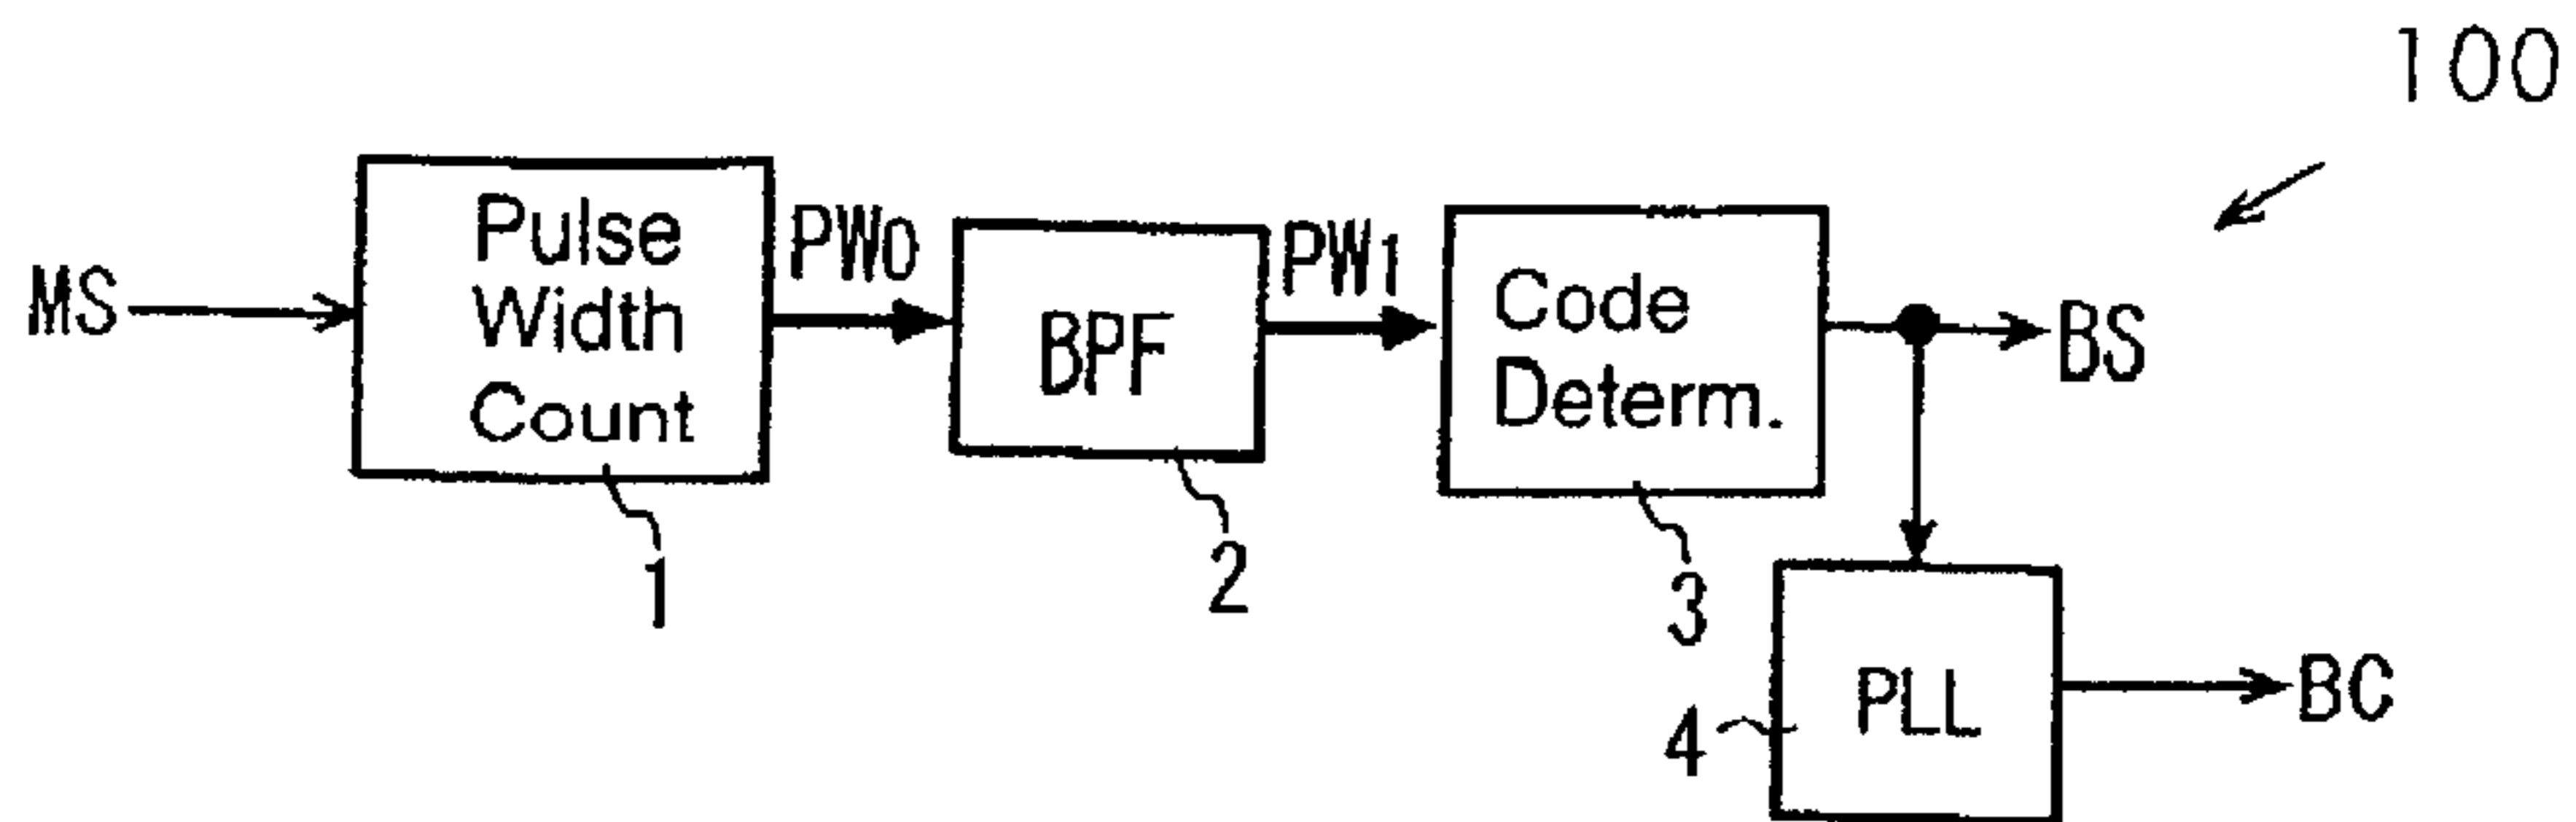 100
MS
Pulse
Width
Count
PW0
BPF
PW1
Code
Determ.
BS
1
2
3
4
PLL
BC